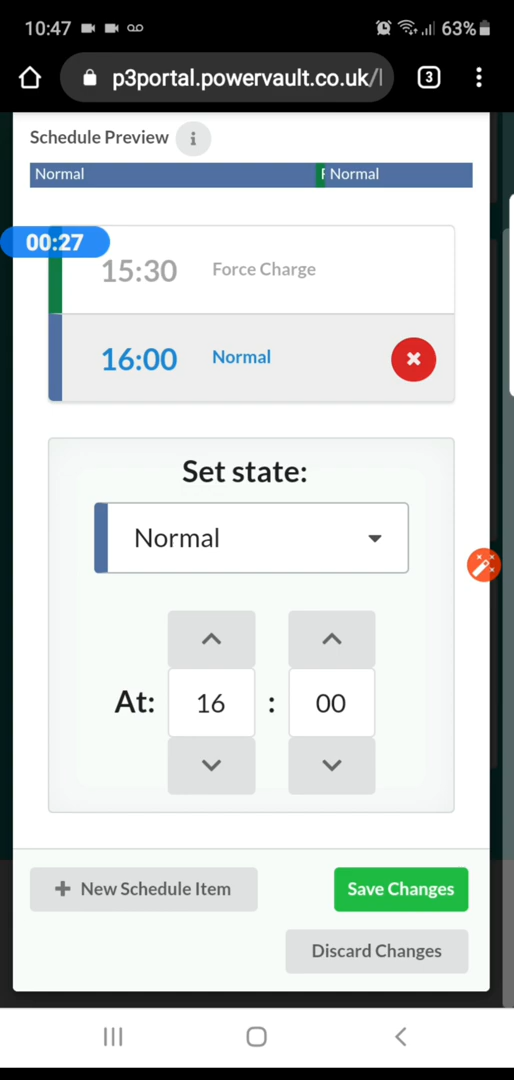 10:47
63%
p3portal.powervault.co.uk/
3
Schedule Preview i
Normal
F Normal
00:27
15:30 Force Charge
16:00 Normal
Set state:
Normal
At: 16 : 00
+ New Schedule Item
Save Changes
Discard Changes